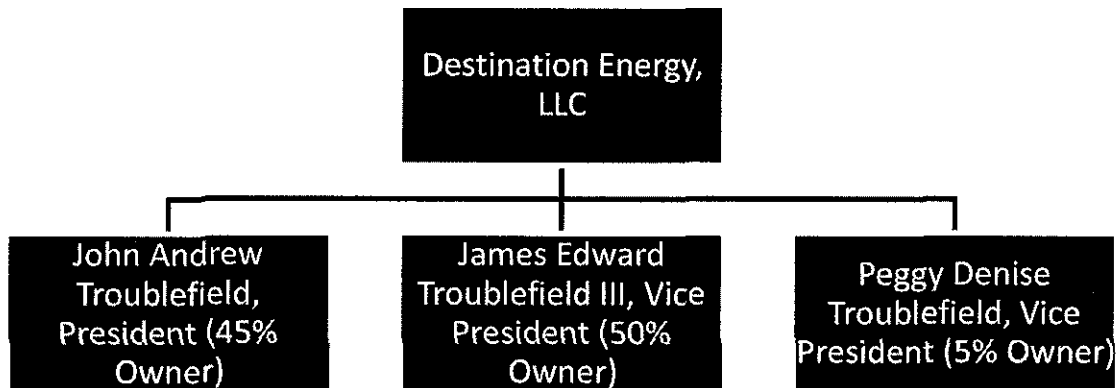 Destination Energy,
LLC
John Andrew
Troublefield,
President (45%
Owner)
James Edward
Troublefield III, Vice
President (50%
Owner)
Peggy Denise
Troublefield, Vice
President (5% Owner)